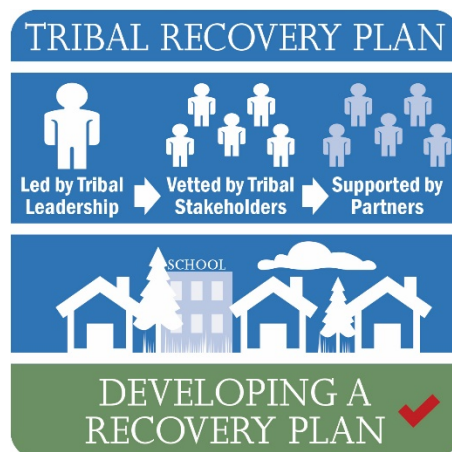 TRIBAL RECOVERY PLAN
Led by Tribal
Leadership
Vetted by Tribal
Stakeholders
Supported by
Partners
SCHOOL
DEVELOPING A
RECOVERY PLAN